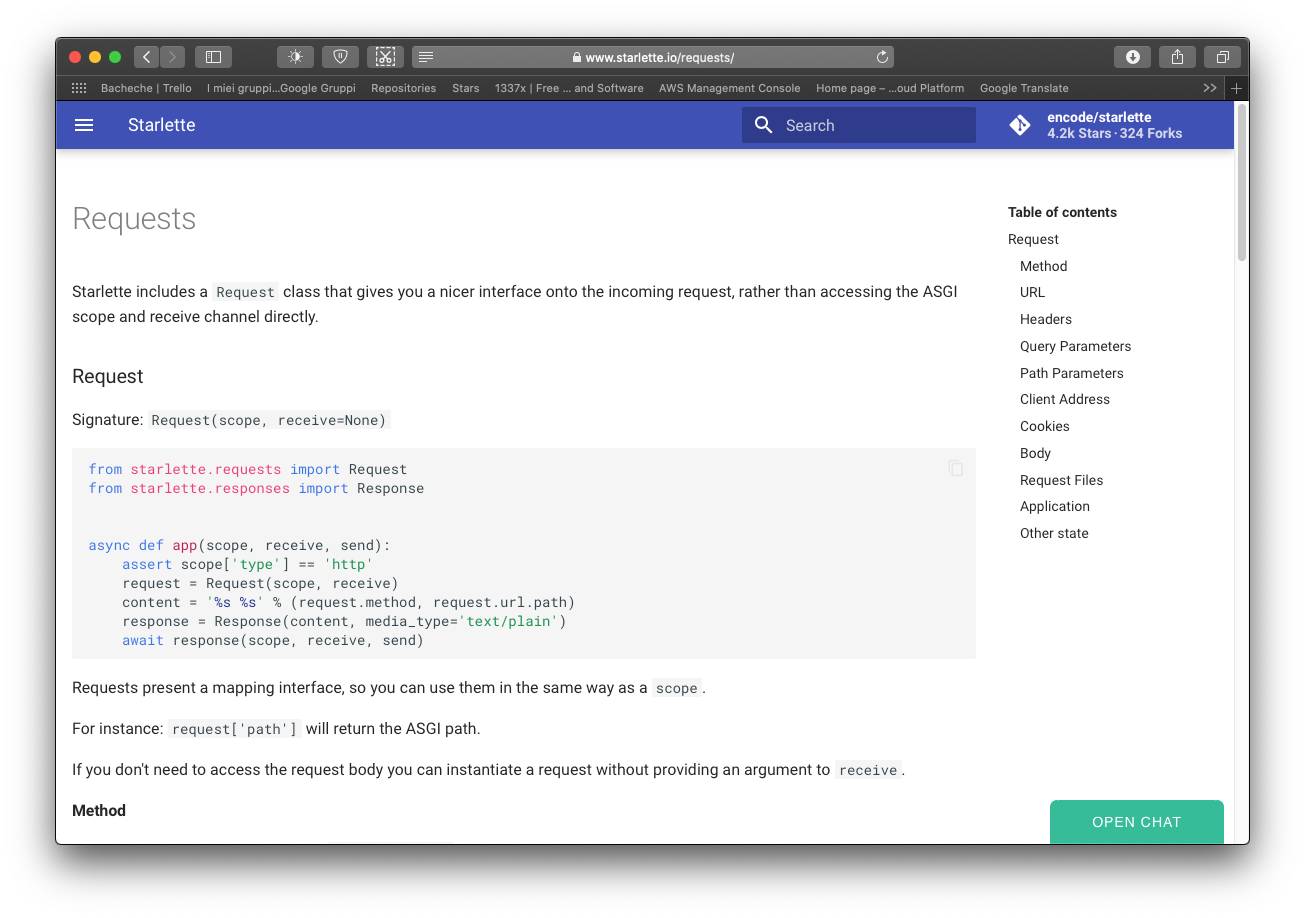 www.starlette.io/requests/
Bacheche | Trello I miei gruppi...Google Gruppi Repositories Stars 1337x | Free ... and Software AWS Management Console Home page – ...oud Platform Google Translate
Starlette
Search
encode/starlette
4.2k Stars · 324 Forks
Requests
Starlette includes a Request class that gives you a nicer interface onto the incoming request, rather than accessing the ASGI
scope and receive channel directly.
Request
Signature: Request(scope, receive=None)
from starlette.requests import Request
from starlette.responses import Response
async def app(scope, receive, send):
    assert scope['type'] == 'http'
    request = Request(scope, receive)
    content = '%s %s' % (request.method, request.url.path)
    response = Response(content, media_type='text/plain')
    await response(scope, receive, send)
Requests present a mapping interface, so you can use them in the same way as a scope.
For instance: request['path'] will return the ASGI path.
If you don't need to access the request body you can instantiate a request without providing an argument to receive.
Method
Table of contents
Request
Method
URL
Headers
Query Parameters
Path Parameters
Client Address
Cookies
Body
Request Files
Application
Other state
OPEN CHAT